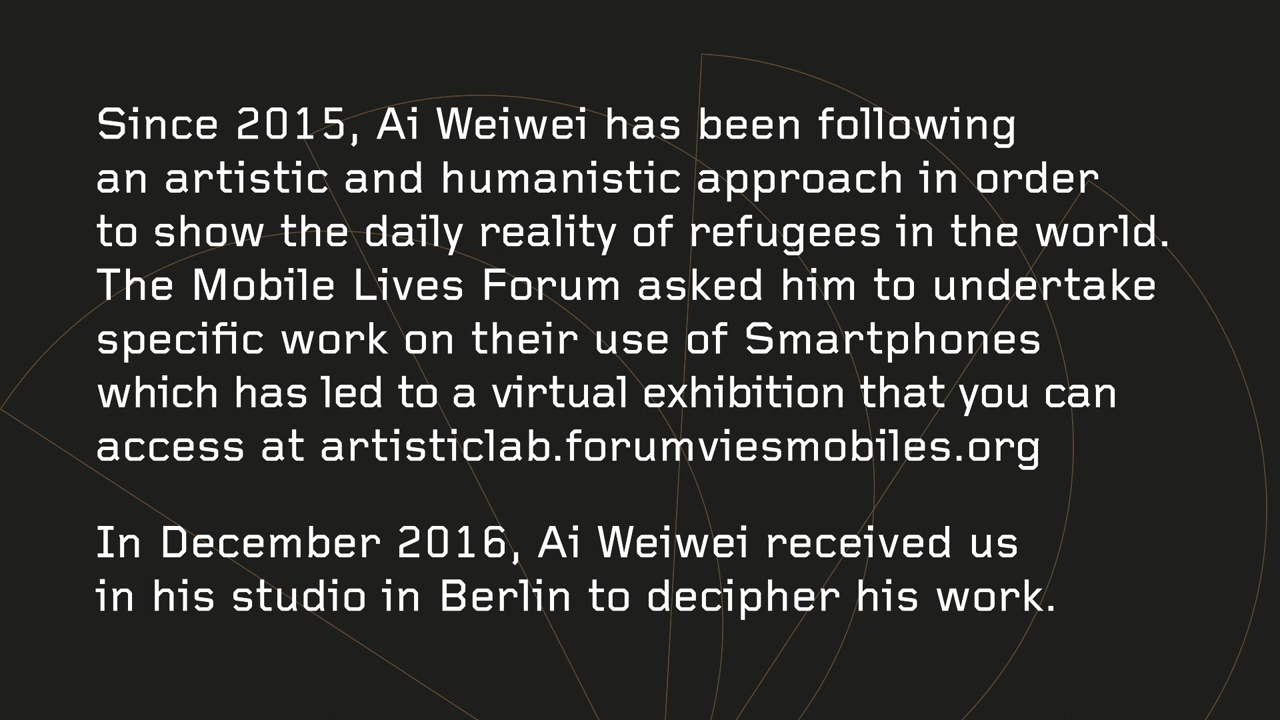 Since 2015, Ai Weiwei has been following
an artistic and humanistic approach in order
to show the daily reality of refugees in the world.
The Mobile Lives Forum asked him to undertake
specific work on their use of Smartphones
which has led to a virtual exhibition that you can
access at artisticlab.forumviesmobiles.org
In December 2016, Ai Weiwei received us
in his studio in Berlin to decipher his work.